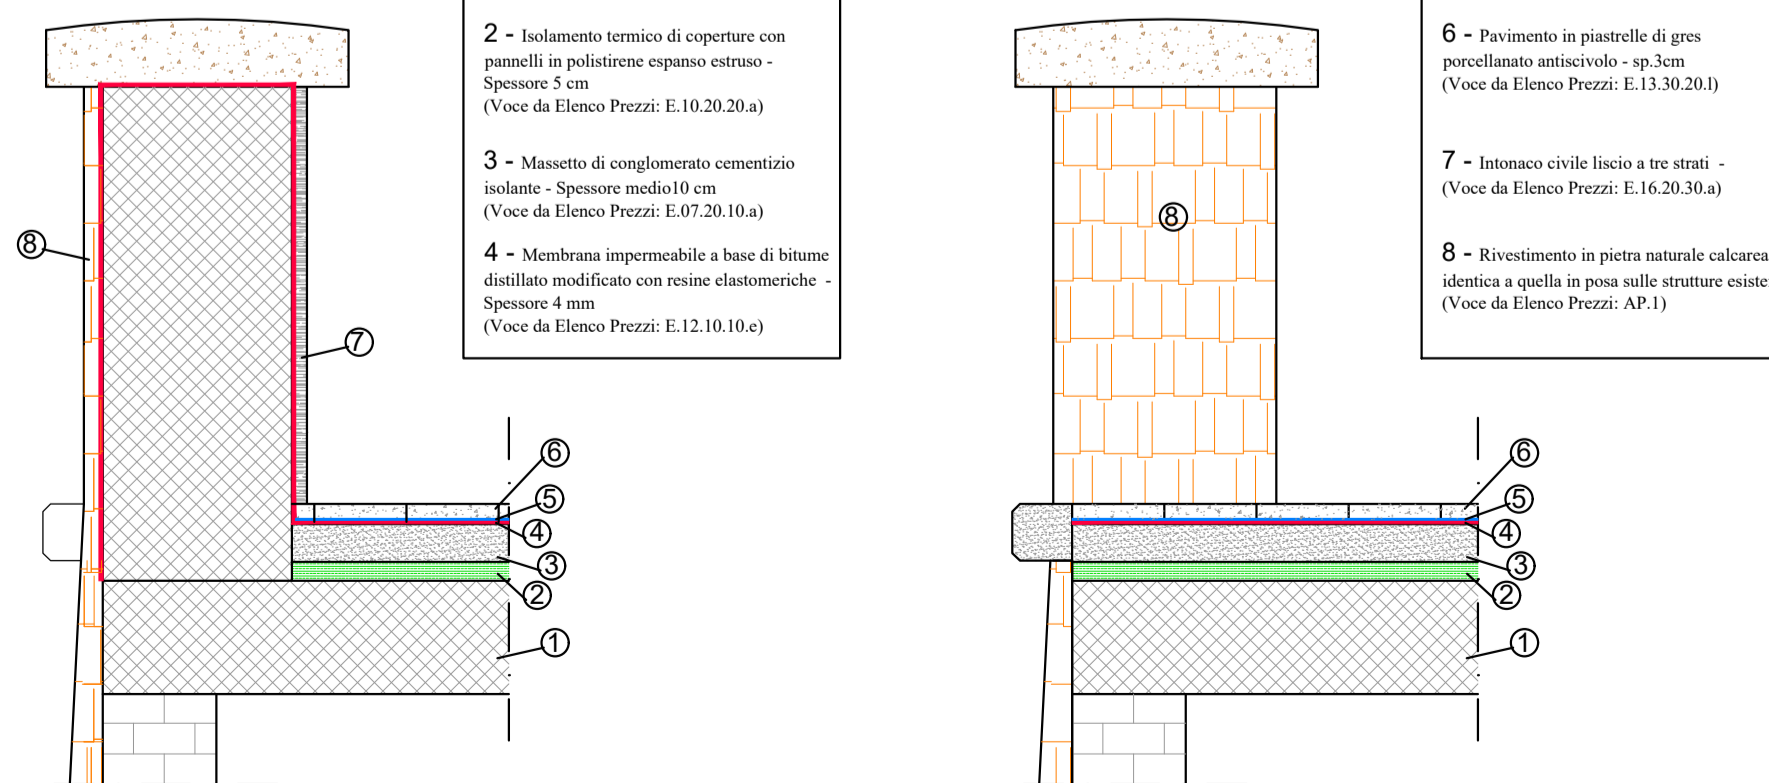 2 - Isolamento termico di coperture con
pannelli in polistirene espanso estruso -
Spessore 5 cm
(Voce da Elenco Prezzi: E.10.20.20.a)
3 - Massetto di conglomerato cementizio
isolante - Spessore medio10 cm
(Voce da Elenco Prezzi: E.07.20.10.a)
4 - Membrana impermeabile a base di bitume
distillato modificato con resine elastomeriche -
Spessore 4 mm
(Voce da Elenco Prezzi: E.12.10.10.e)
8
7
6
5
4
3
2
1
6 - Pavimento in piastrelle di gres
porcellanato antiscivolo - sp.3cm
(Voce da Elenco Prezzi: E.13.30.20.l)
7 - Intonaco civile liscio a tre strati -
(Voce da Elenco Prezzi: E.16.20.30.a)
8 - Rivestimento in pietra naturale calcarea
identica a quella in posa sulle strutture
(Voce da Elenco Prezzi: AP.1)
8
6
5
4
3
2
1